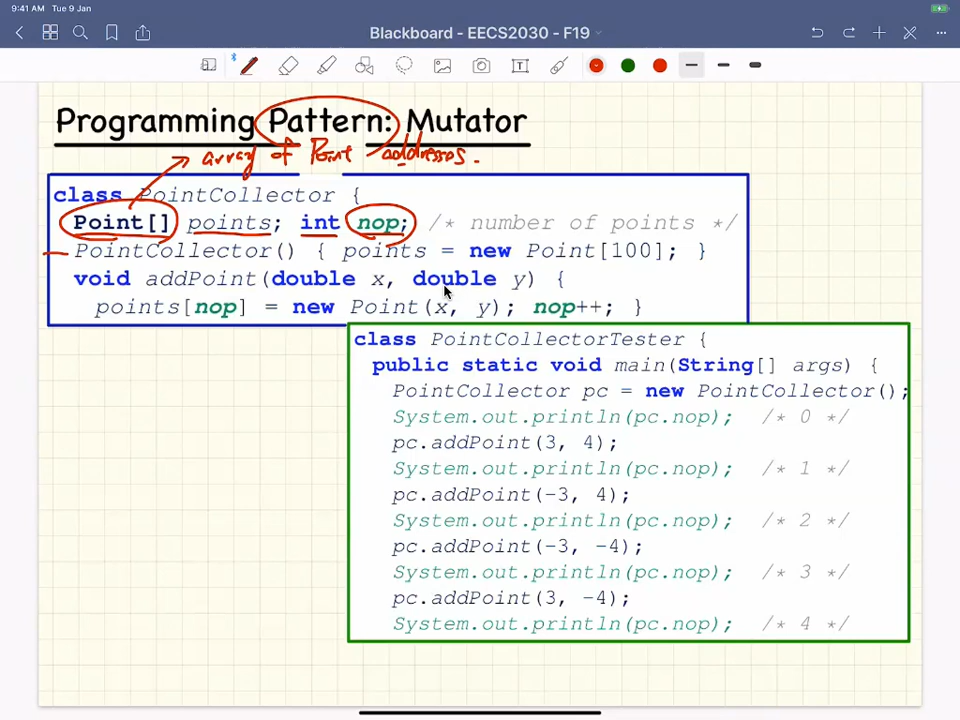 9:41 AM Tue 9 Jan
Blackboard - EECS2030 - F19
Programming Pattern: Mutator
array of Point addresses.
class PointCollector {
Point[] points; int nop; /* number of points */
PointCollector() { points = new Point[100]; }
void addPoint(double x, double y) {
points[nop] = new Point(x, y); nop++; }
class PointCollectorTester {
public static void main(String[] args) {
PointCollector pc = new PointCollector();
System.out.println(pc.nop); /* 0 */
pc.addPoint(3, 4);
System.out.println(pc.nop); /* 1 */
pc.addPoint(-3, 4);
System.out.println(pc.nop); /* 2 */
pc.addPoint(-3, -4);
System.out.println(pc.nop); /* 3 */
pc.addPoint(3, -4);
System.out.println(pc.nop); /* 4 */